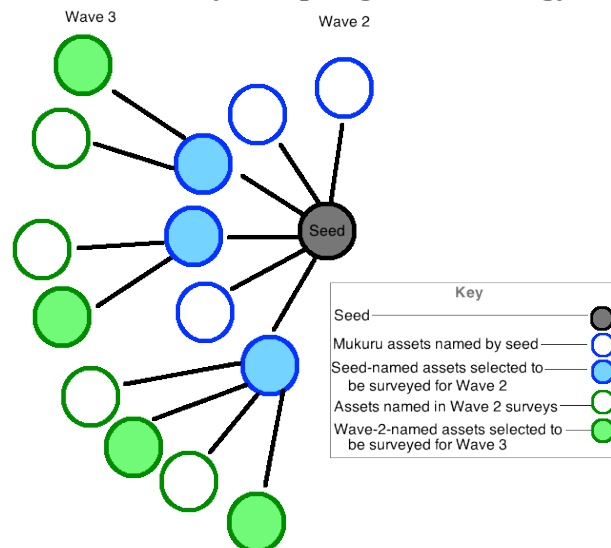 Wave 3
Wave 2
Seed
Key
Seed
Mukuru assets named by seed
Seed-named assets selected to
be surveyed for Wave 2
Assets named in Wave 2 surveys
Wave-2-named assets selected to
be surveyed for Wave 3